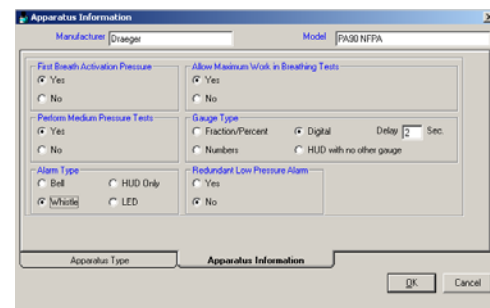 Apparatus Information
Manufacturer Draeger Model PA90 NFPA
First Breath Activation Pressure
Yes
No
Allow Maximum Work in Breathing Tests
Yes
No
Perform Medium Pressure Tests
Yes
No
Gauge Type
Fraction/Percent Digital Delay 2 Sec.
Numbers HUD with no other gauge
Alarm Type
Bell HUD Only
Whistle LED
Redundant Low Pressure Alarm
Yes
No
Apparatus Type Apparatus Information
OK Cancel